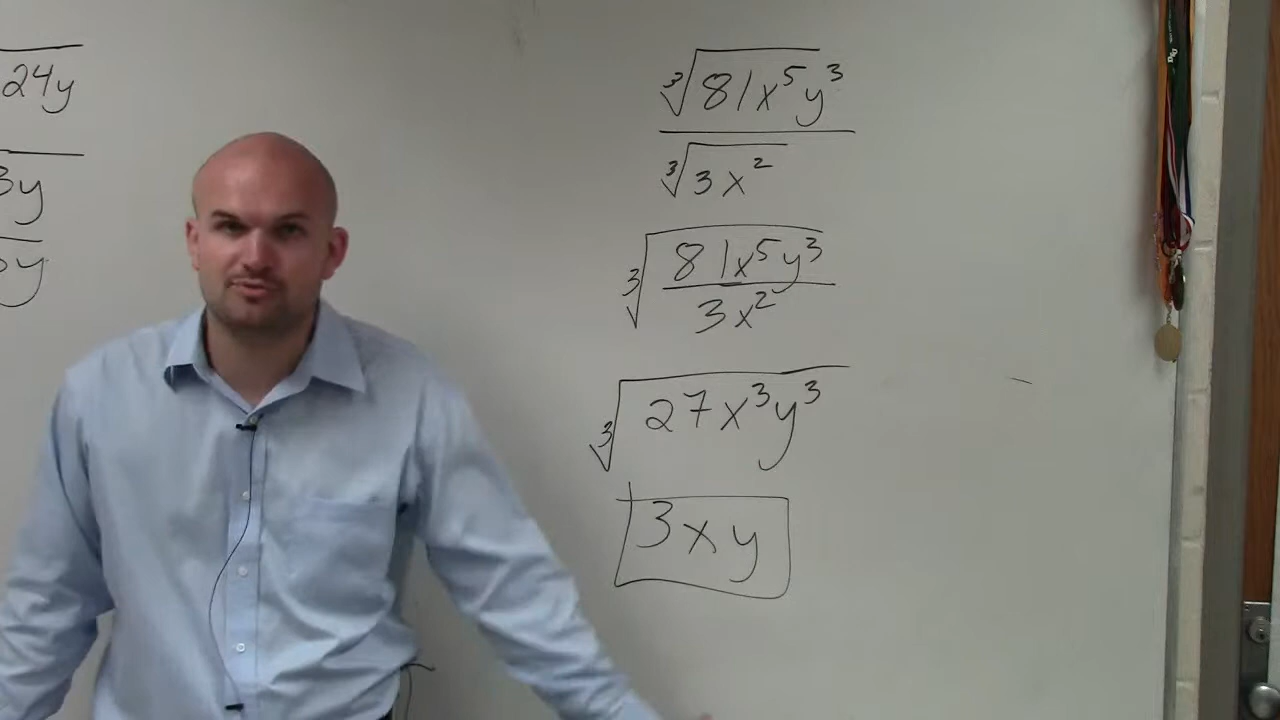 24y
3y
y
∛81x⁵y³
∛3x²
∛81x⁵y³
3x²
∛27x³y³
3xy